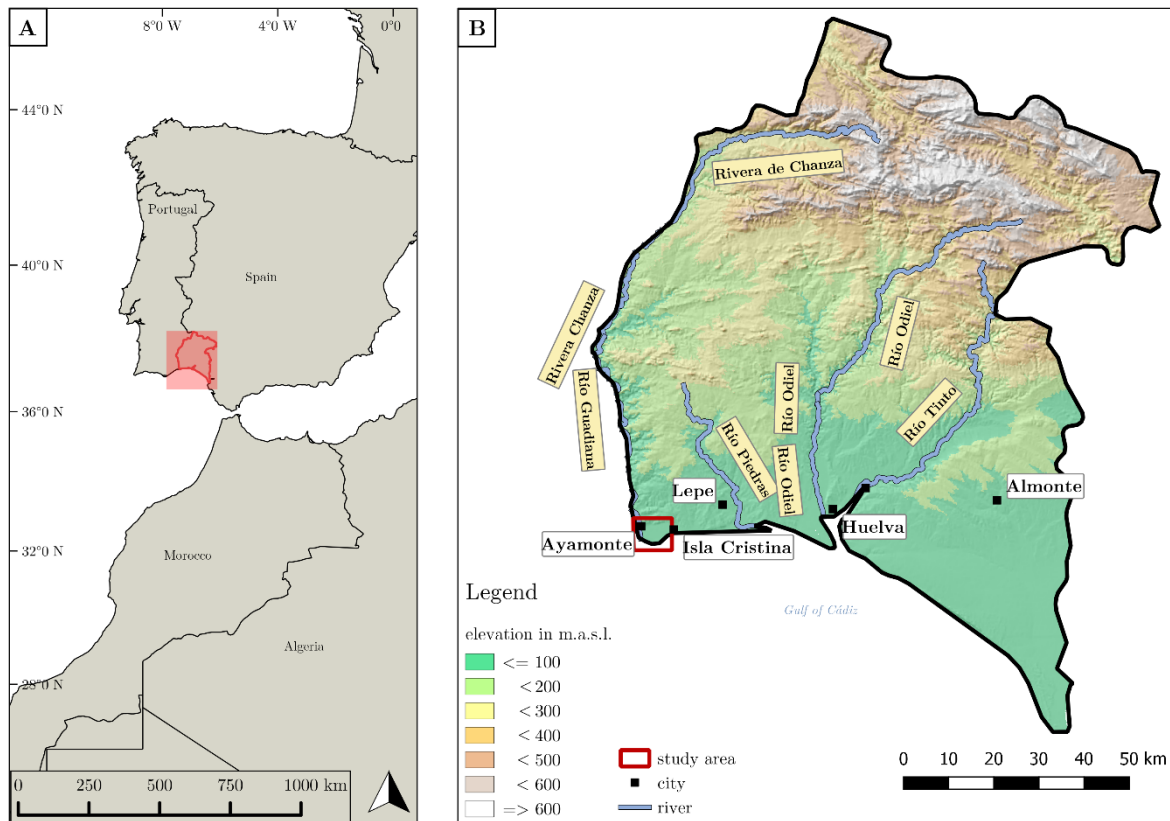 A
8°0 W
4°0 W
0°0
44°0 N
40°0 N
36°0 N
32°0 N
28°0 N
Portugal
Spain
Morocco
Algeria
0 250 500 750 1000 km
B
Rivera de Chanza
Rivera Chanza
Río Guadiana
Río Odiel
Río Odiel
Río Odiel
Río Tinto
Río Piedras
Lepe
Almonte
Huelva
Ayamonte
Isla Cristina
Gulf of Cádiz
Legend
elevation in m.a.s.l.
<= 100
< 200
< 300
< 400
< 500
< 600
=> 600
study area
city
river
0 10 20 30 40 50 km